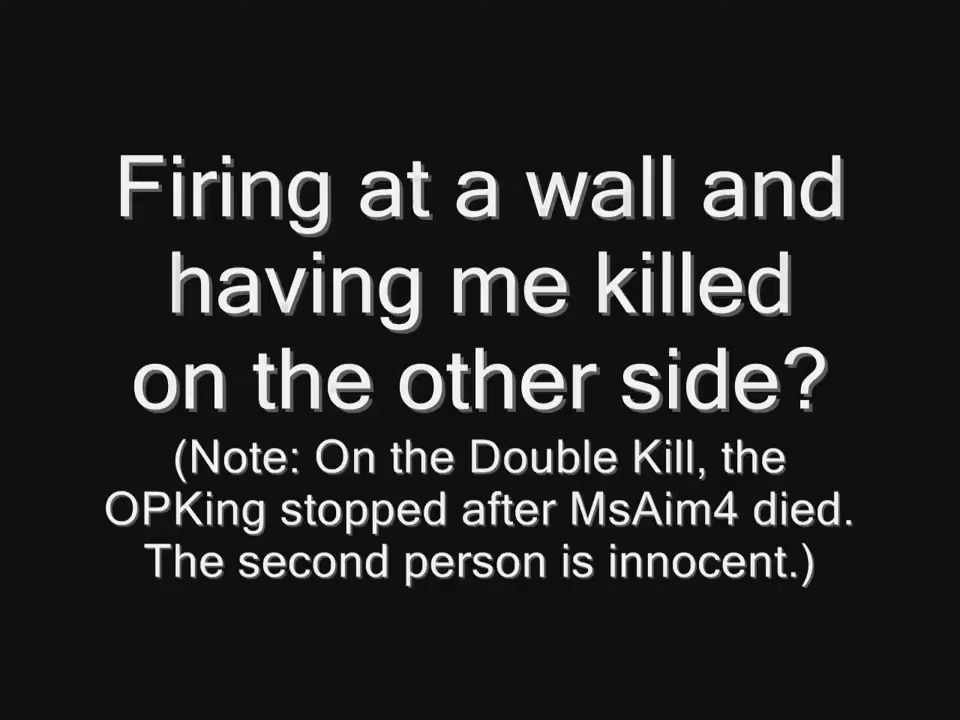 Firing at a wall and
having me killed
on the other side?
(Note: On the Double Kill, the
OPKing stopped after MsAim4 died.
The second person is innocent.)